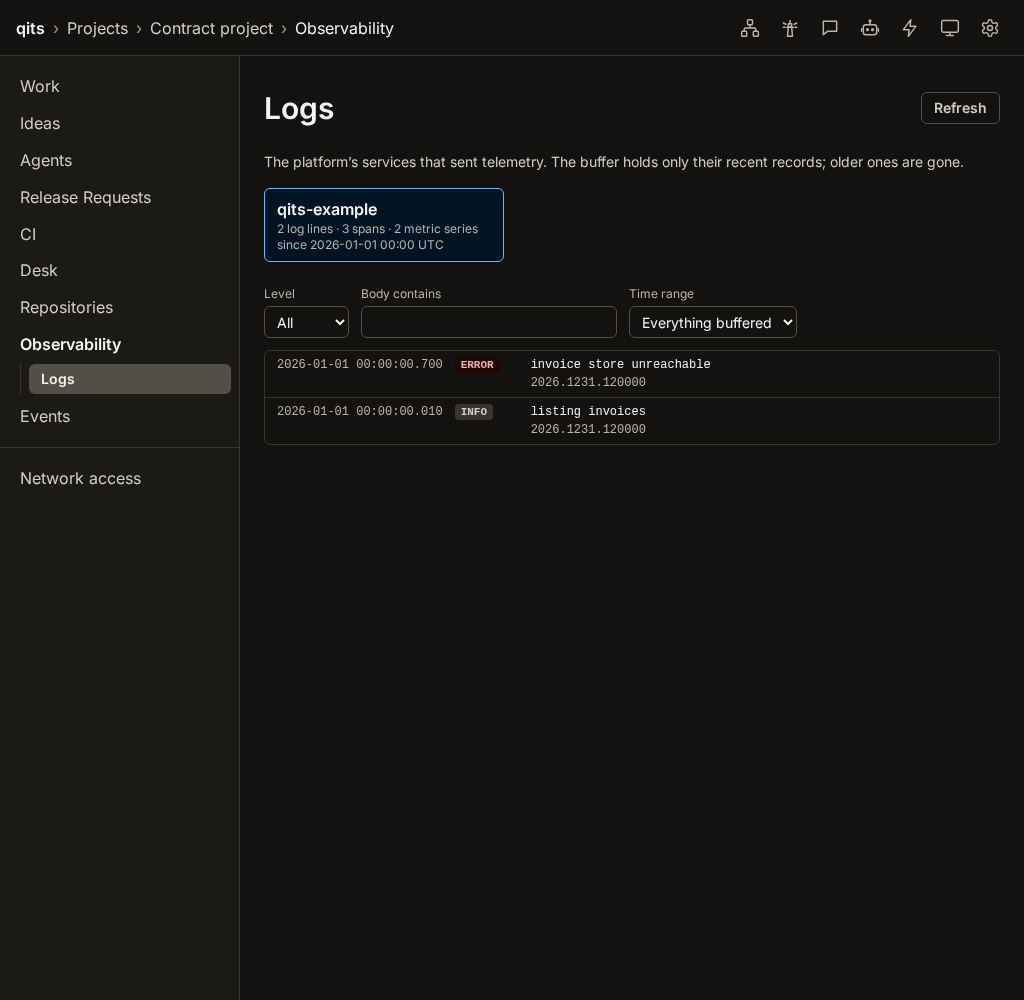 qits › Projects › Contract project › Observability
Work
Ideas
Agents
Release Requests
CI
Desk
Repositories
Observability
Logs
Events
Network access
Logs
Refresh
The platform’s services that sent telemetry. The buffer holds only their recent records; older ones are gone.
qits-example
2 log lines · 3 spans · 2 metric series
since 2026-01-01 00:00 UTC
Level
Body contains
Time range
All
Everything buffered
2026-01-01 00:00:00.700 ERROR invoice store unreachable
2026.1231.120000
2026-01-01 00:00:00.010 INFO listing invoices
2026.1231.120000